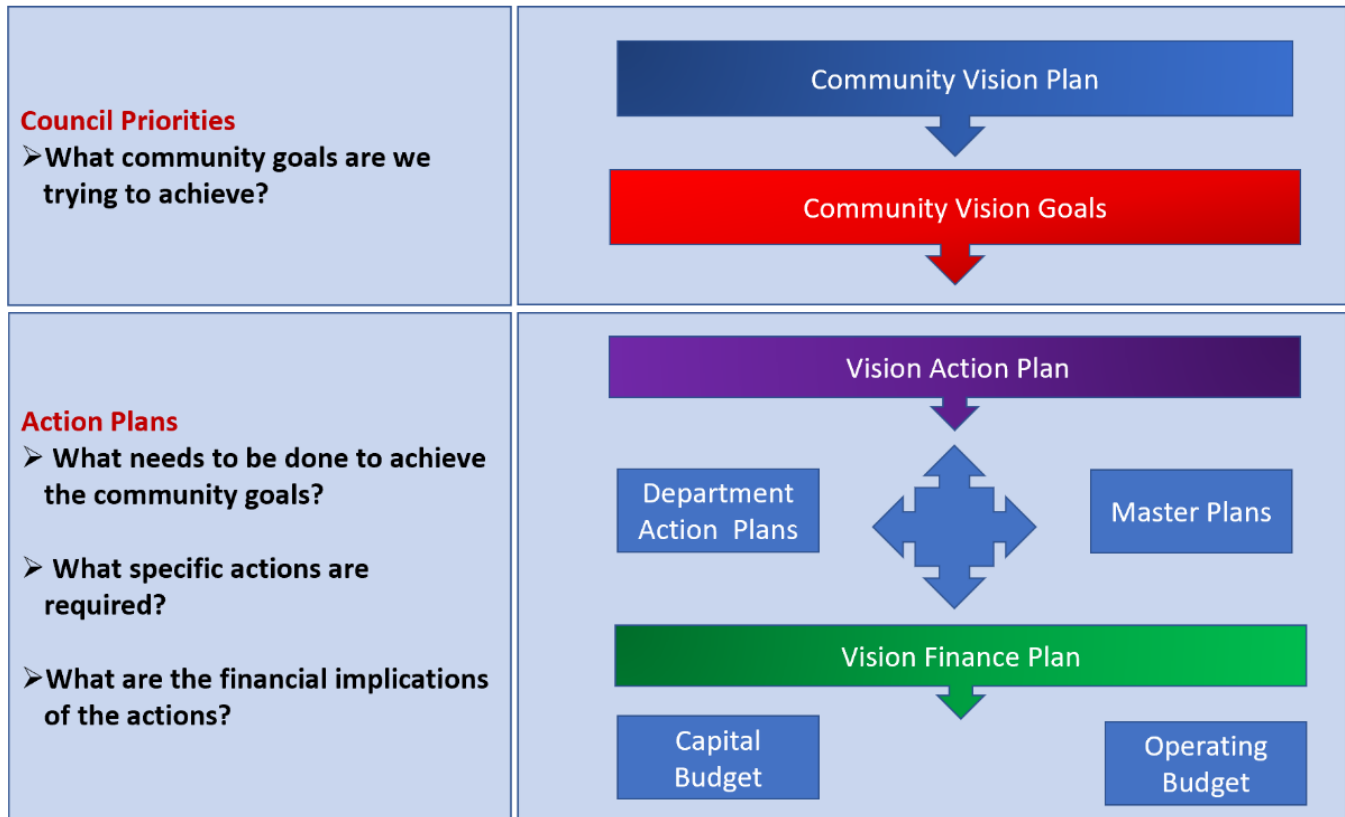 Council Priorities
➢What community goals are we
trying to achieve?
Community Vision Plan
Community Vision Goals
Action Plans
➢ What needs to be done to achieve
the community goals?
➢ What specific actions are
required?
➢What are the financial implications
of the actions?
Vision Action Plan
Department
Action Plans
Master Plans
Vision Finance Plan
Capital
Budget
Operating
Budget